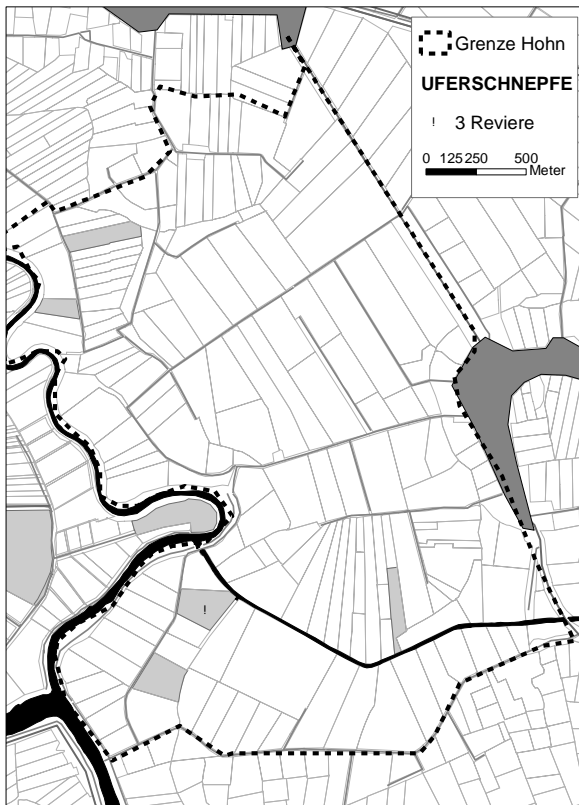 Grenze Hohn
UFERSCHNEPFE
! 3 Reviere
0 125 250 500
Meter
!